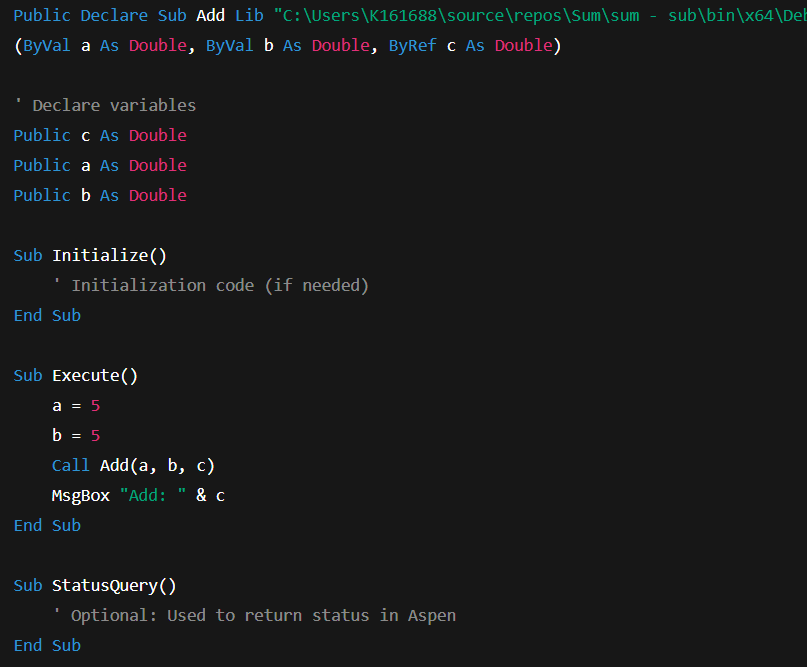 Public Declare Sub Add Lib "C:\Users\K161688\source\repos\Sum\sum - sub\bin\x64\Deb
(ByVal a As Double, ByVal b As Double, ByRef c As Double)
' Declare variables
Public c As Double
Public a As Double
Public b As Double
Sub Initialize()
' Initialization code (if needed)
End Sub
Sub Execute()
a = 5
b = 5
Call Add(a, b, c)
MsgBox "Add: " & c
End Sub
Sub StatusQuery()
' Optional: Used to return status in Aspen
End Sub